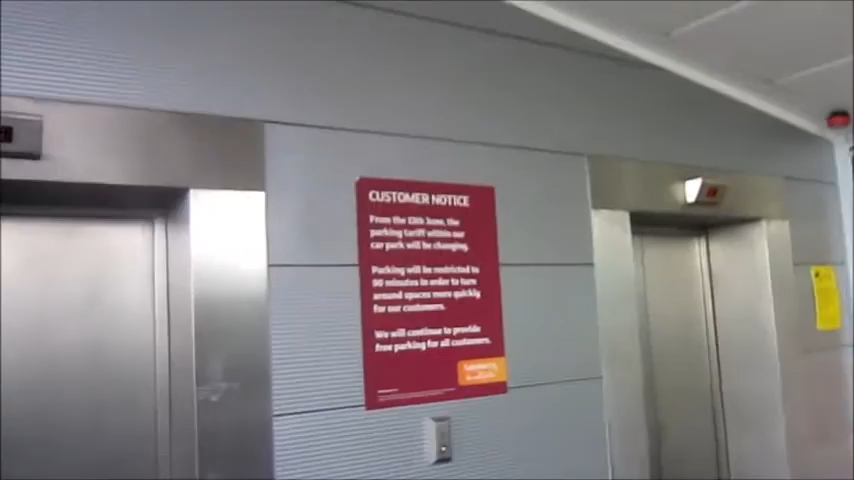 CUSTOMER NOTICE
From the 13th June, the
parking tariff within our
car park will be changing.
Parking will be restricted to
90 minutes in order to turn
around spaces more quickly
for our customers.
We will continue to provide
free parking for all customers.
Sainsbury's